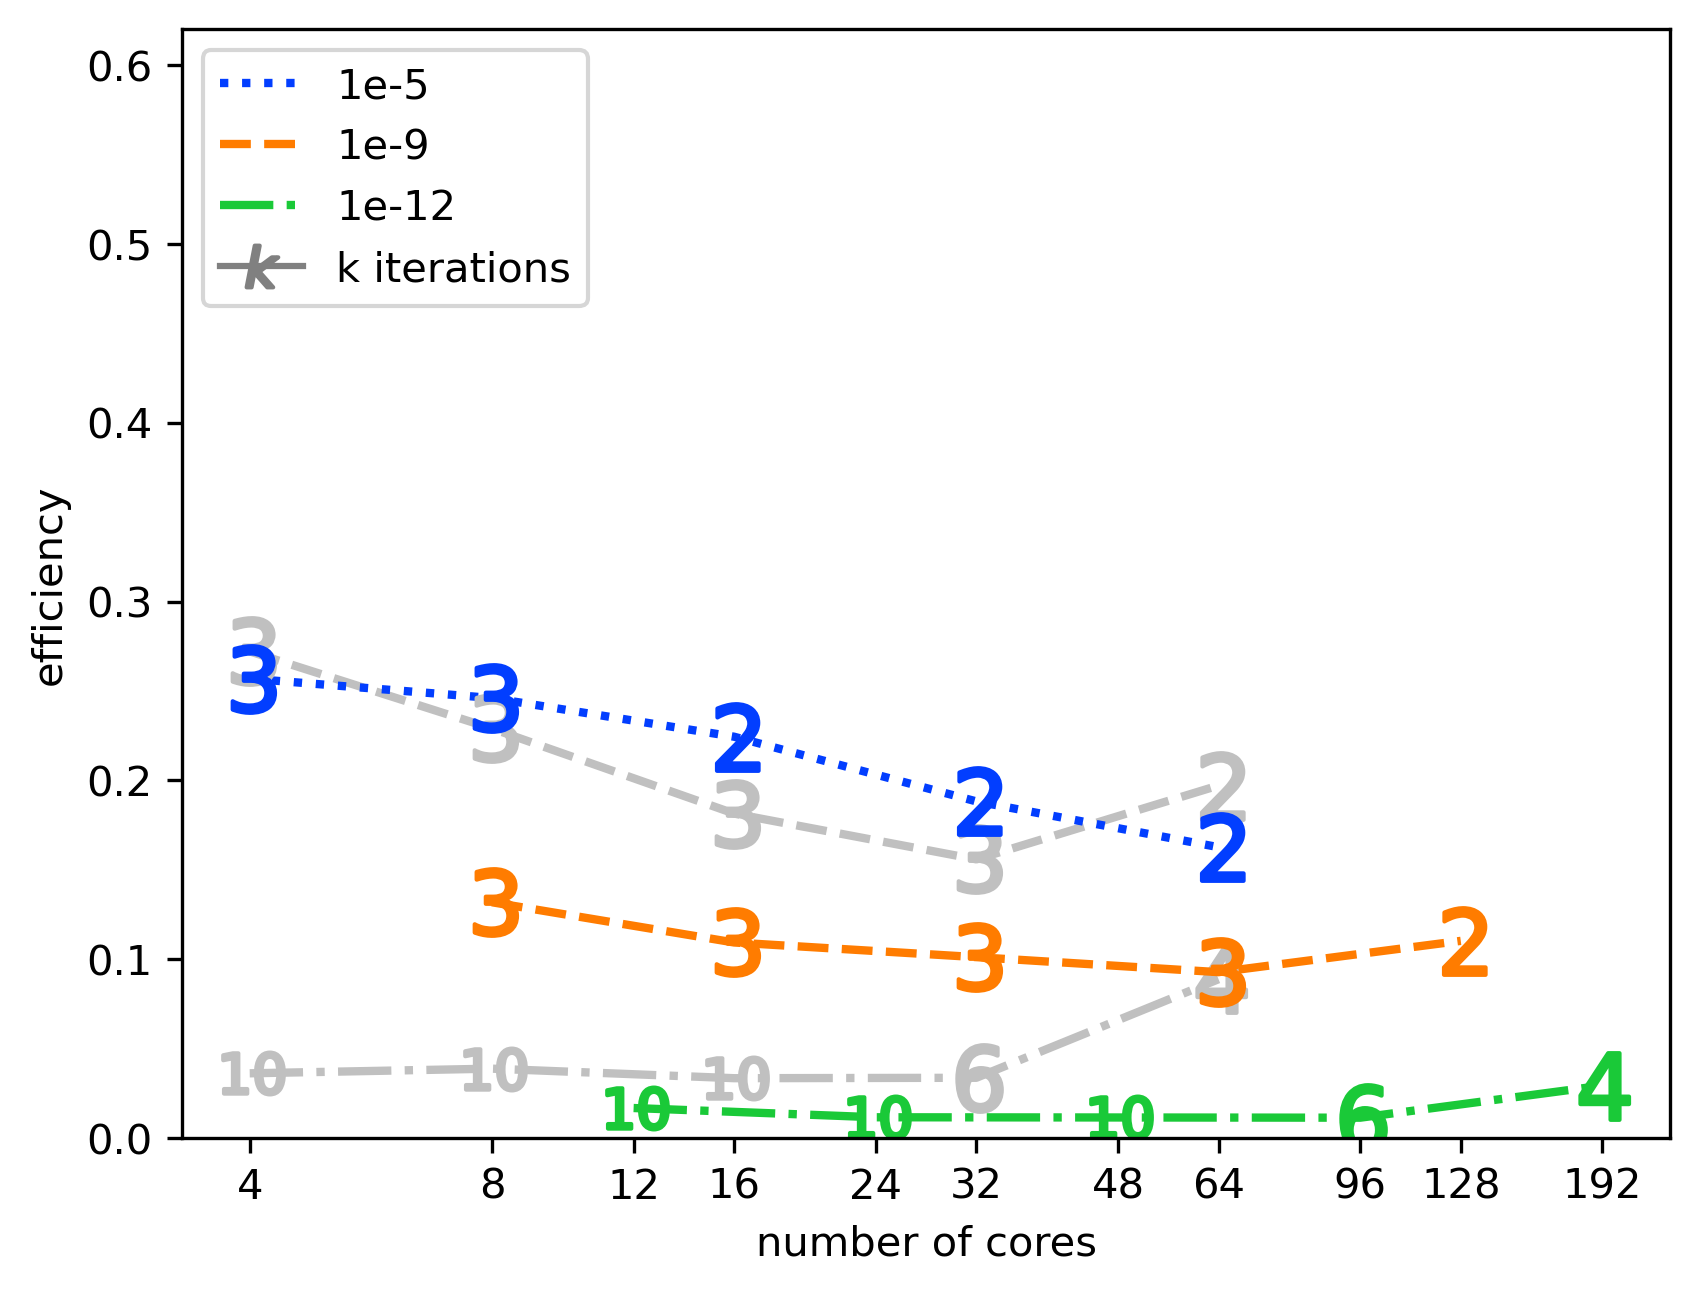 0.6
0.5
0.4
0.3
0.2
0.1
0.0
efficiency
1e-5
1e-9
1e-12
k k iterations
3 3 2 2 2
3 3 3 3 2
3 3 3 3 2
10 10 10 6 4
10 10 10 6 4
4 8 12 16 24 32 48 64 96 128 192
number of cores